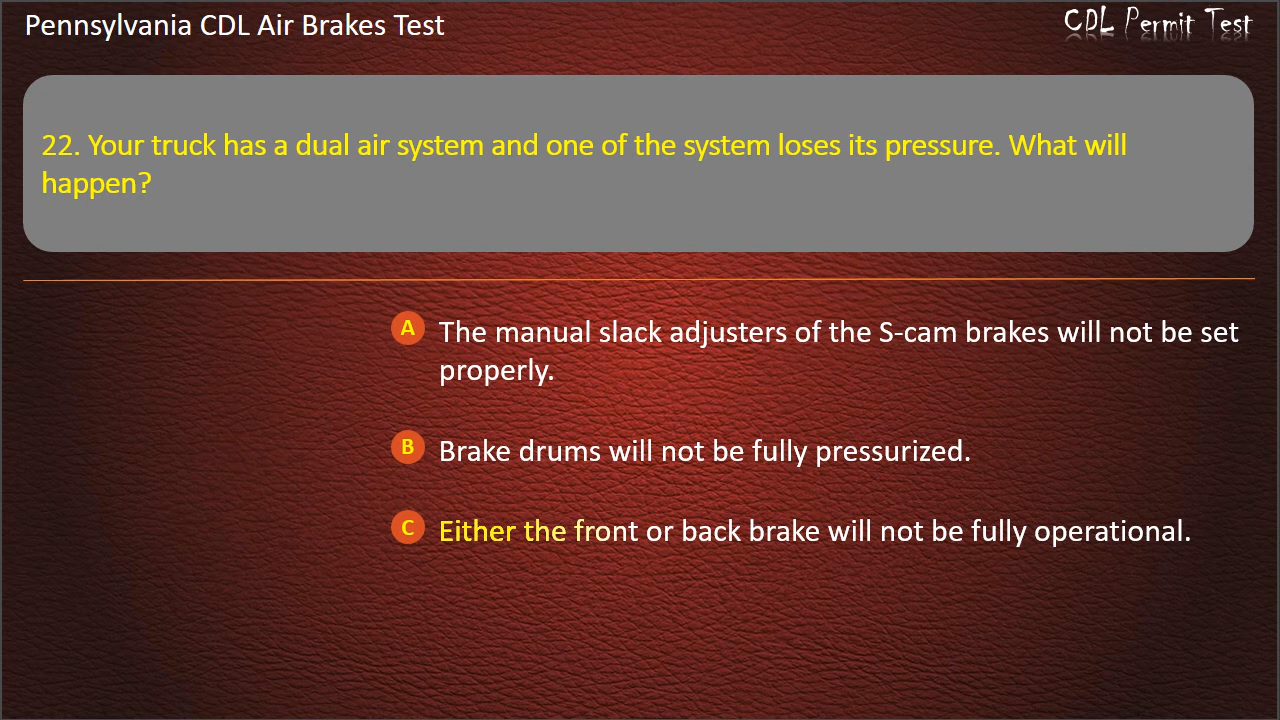 Pennsylvania CDL Air Brakes Test
CDL Permit Test
22. Your truck has a dual air system and one of the system loses its pressure. What will
happen?
A The manual slack adjusters of the S-cam brakes will not be set
properly.
B Brake drums will not be fully pressurized.
C Either the front or back brake will not be fully operational.